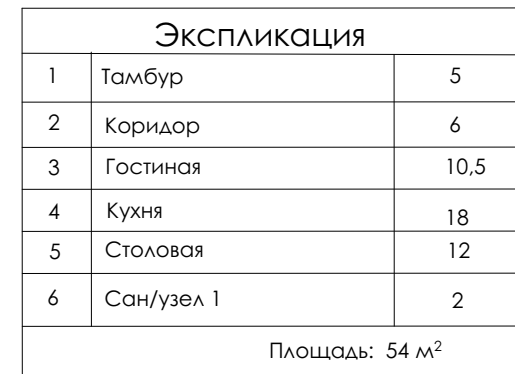 Экспликация
1 Тамбур 5
2 Коридор 6
3 Гостиная 10,5
4 Кухня 18
5 Столовая 12
6 Сан/узел 1 2
Площадь: 54 м²